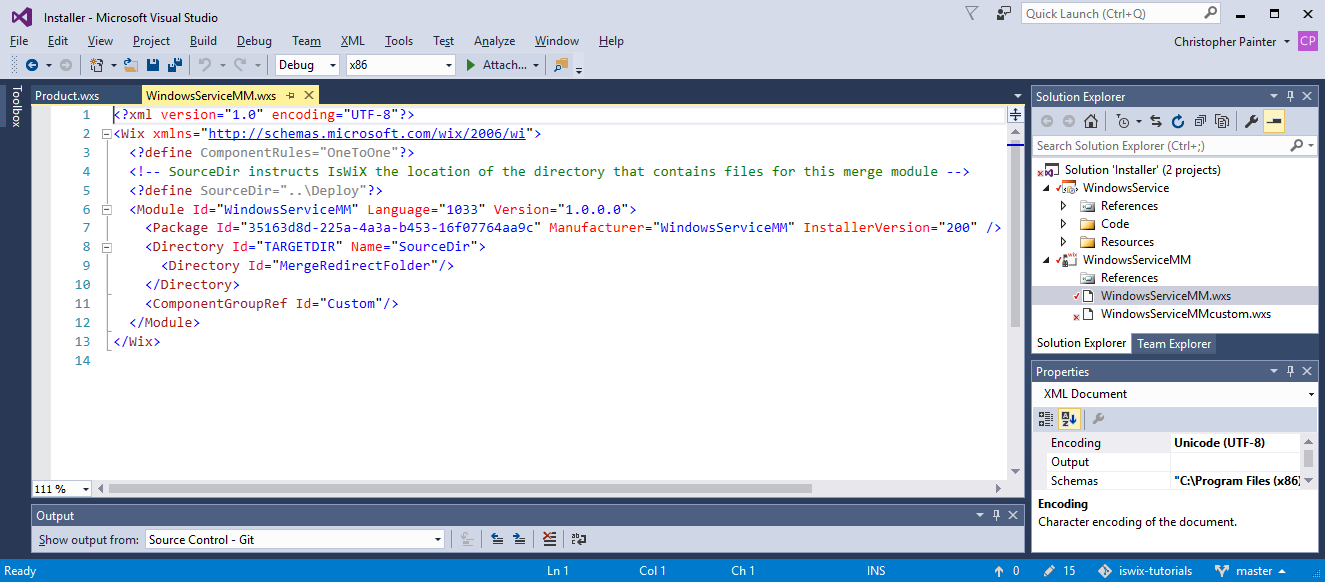 Installer - Microsoft Visual Studio
Quick Launch (Ctrl+Q)
File Edit View Project Build Debug Team XML Tools Test Analyze Window Help
Christopher Painter CP
Debug x86 Attach...
Toolbox
Product.wxs WindowsServiceMM.wxs
1 <?xml version="1.0" encoding="UTF-8"?>
2 <Wix xmlns="http://schemas.microsoft.com/wix/2006/wi">
3 <?define ComponentRules="OneToOne"?>
4 <!-- SourceDir instructs IsWiX the location of the directory that contains files for this merge module -->
5 <?define SourceDir="..\Deploy"?>
6 <Module Id="WindowsServiceMM" Language="1033" Version="1.0.0.0">
7 <Package Id="35163d8d-225a-4a3a-b453-16f07764aa9c" Manufacturer="WindowsServiceMM" InstallerVersion="200" />
8 <Directory Id="TARGETDIR" Name="SourceDir">
9 <Directory Id="MergeRedirectFolder"/>
10 </Directory>
11 <ComponentGroupRef Id="Custom"/>
12 </Module>
13 </Wix>
14
111 %
Output
Show output from: Source Control - Git
Solution Explorer
Search Solution Explorer (Ctrl+;)
Solution 'Installer' (2 projects)
WindowsService
References
Code
Resources
WindowsServiceMM
References
WindowsServiceMM.wxs
WindowsServiceMMcustom.wxs
Solution Explorer Team Explorer
Properties
XML Document
Encoding Unicode (UTF-8)
Output
Schemas "C:\Program Files (x86)
Encoding
Character encoding of the document.
Ready Ln 1 Col 1 Ch 1 INS 0 15 iswix-tutorials master